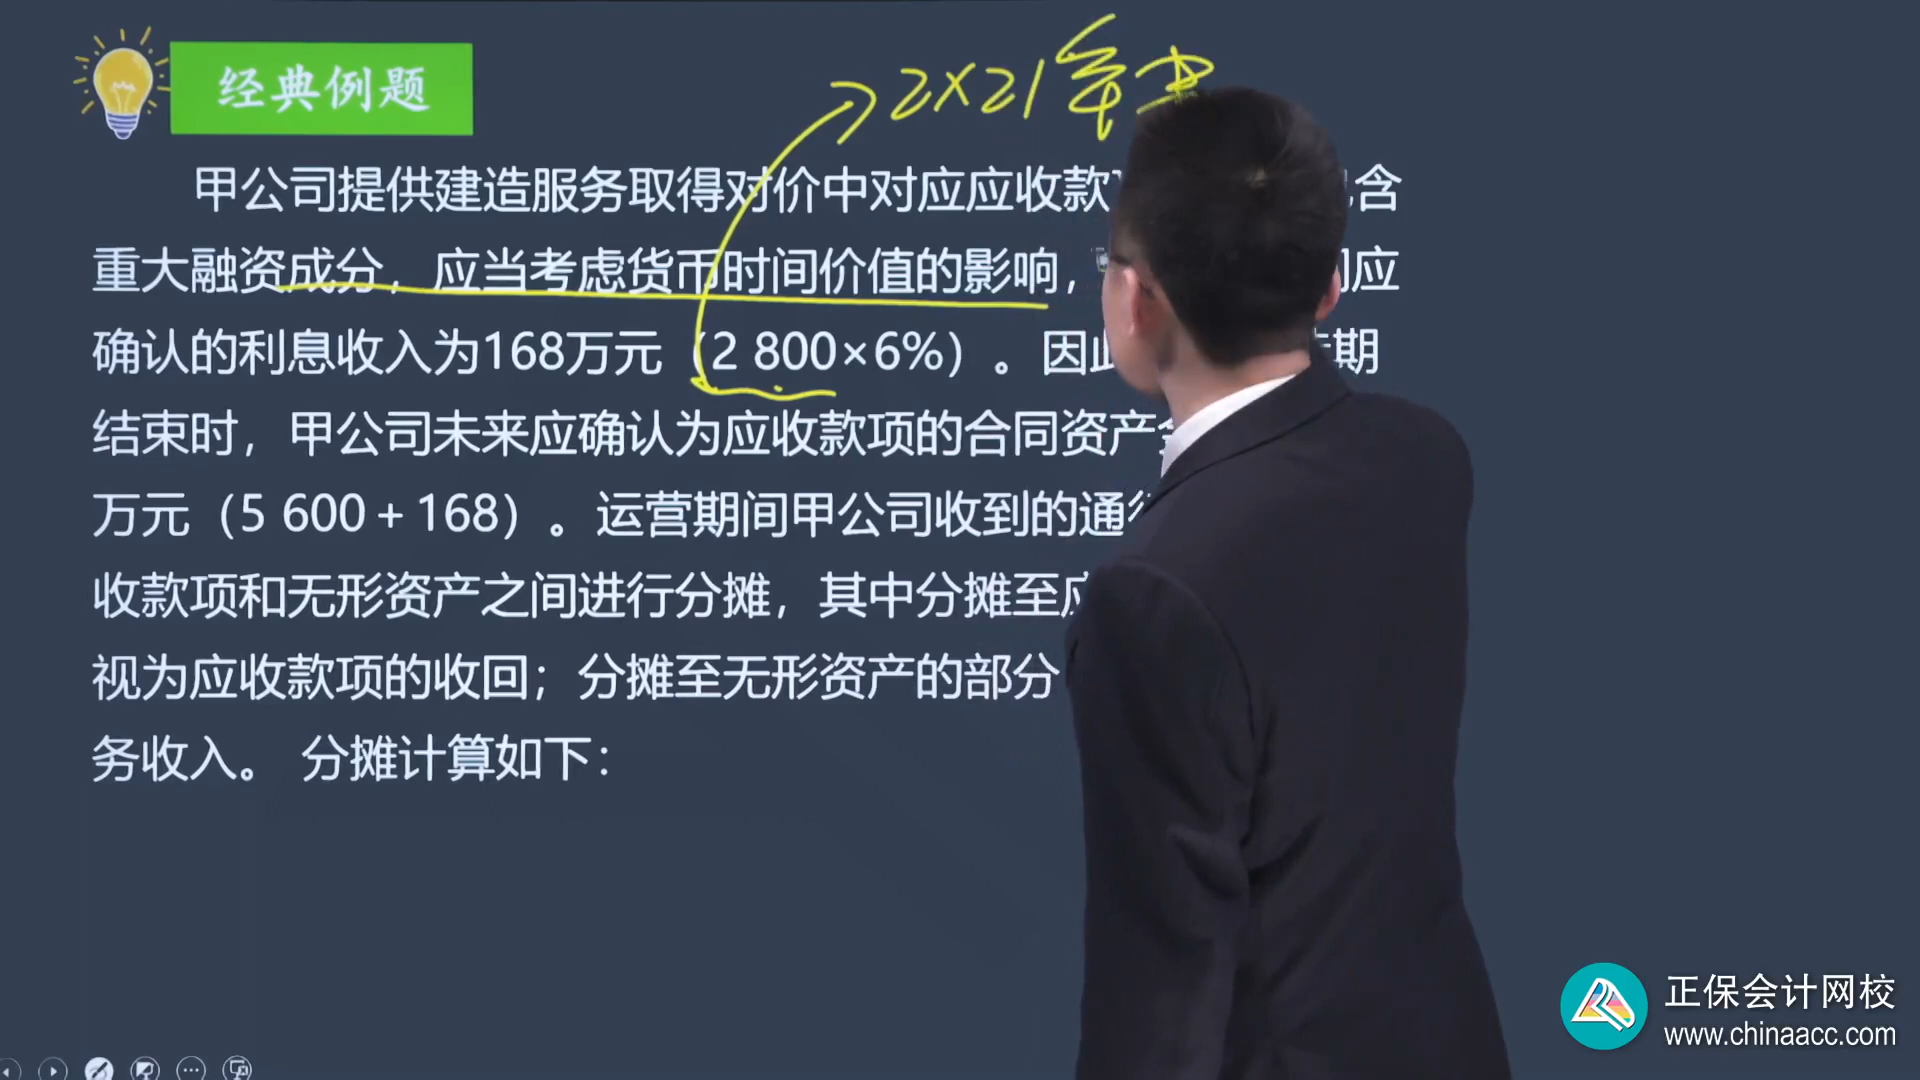 经典例题
2X21年末
甲公司提供建造服务取得对价中对应应收款 含
重大融资成分，应当考虑货币时间价值的影响， 应
确认的利息收入为168万元（2 800×6%）。因此 期
结束时，甲公司未来应确认为应收款项的合同资产
万元（5 600＋168）。运营期间甲公司收到的通
收款项和无形资产之间进行分摊，其中分摊至
视为应收款项的收回；分摊至无形资产的部分
务收入。 分摊计算如下：
正保会计网校
www.chinaacc.com